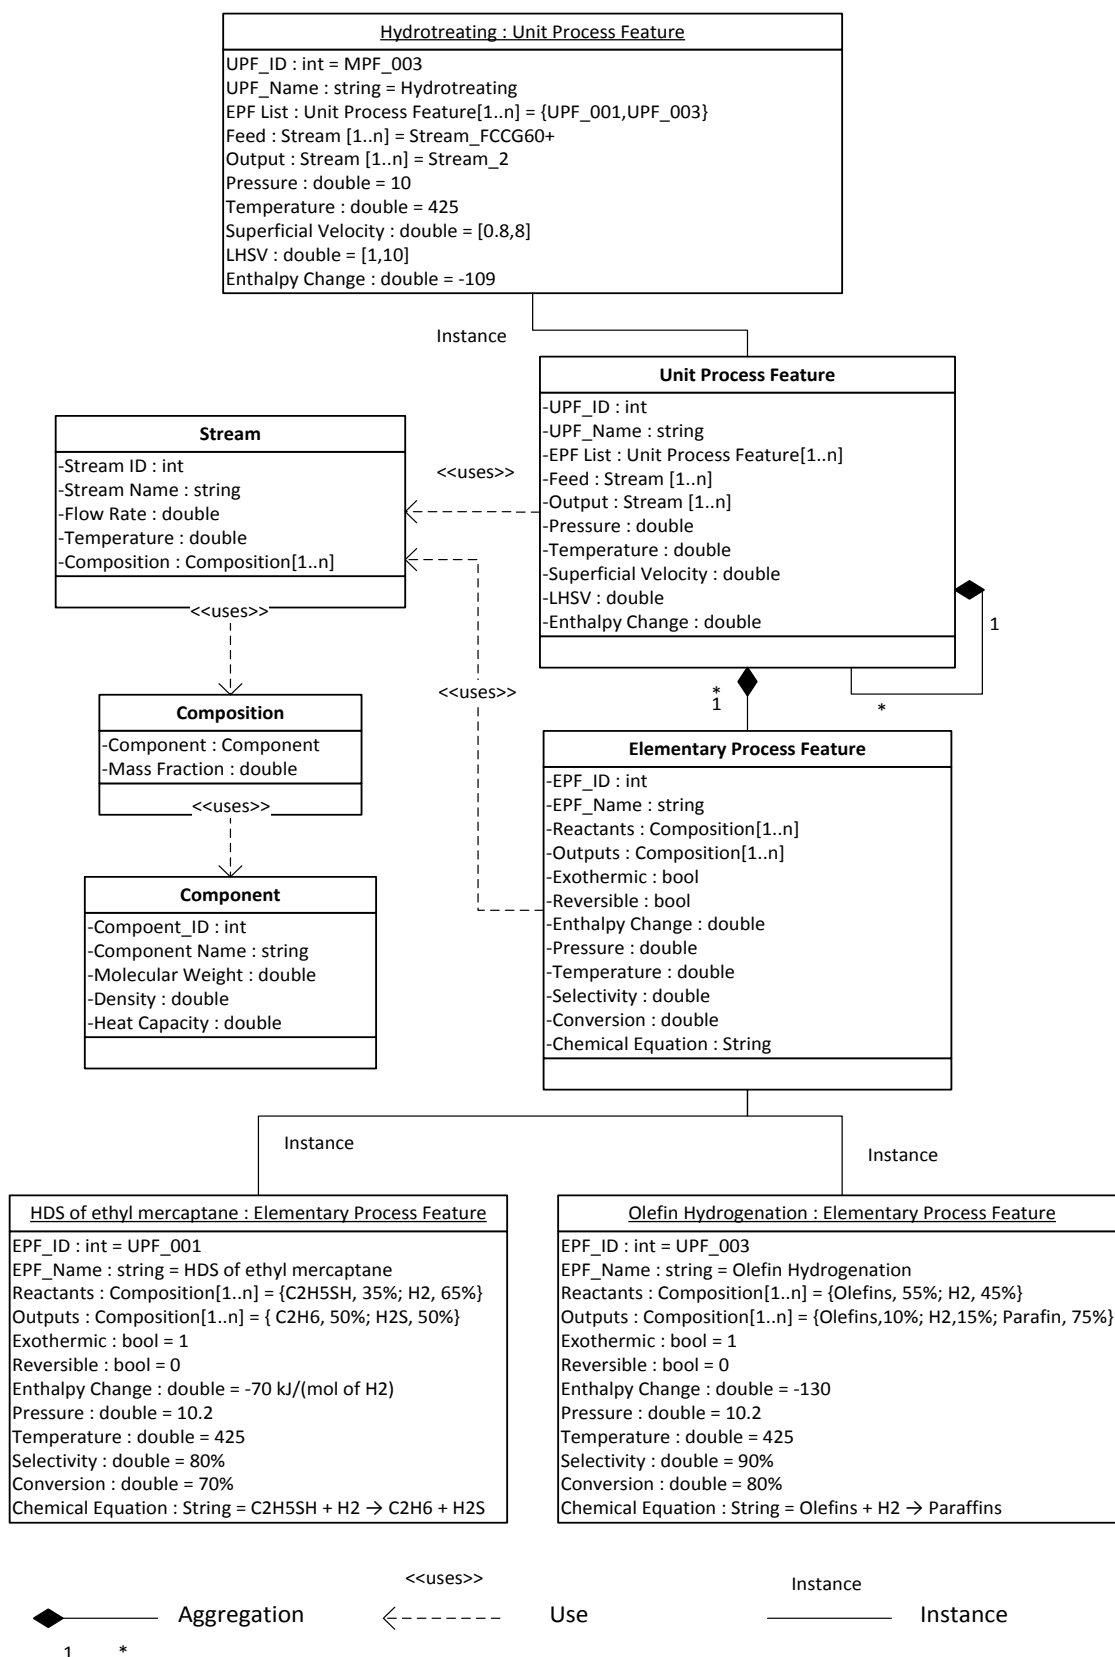 Hydrotreating : Unit Process Feature
UPF_ID : int = MPF_003
UPF_Name : string = Hydrotreating
EPF List : Unit Process Feature[1..n] = {UPF_001,UPF_003}
Feed : Stream [1..n] = Stream_FCCG60+
Output : Stream [1..n] = Stream_2
Pressure : double = 10
Temperature : double = 425
Superficial Velocity : double = [0.8,8]
LHSV : double = [1,10]
Enthalpy Change : double = -109
Instance
Unit Process Feature
-UPF_ID : int
-UPF_Name : string
-EPF List : Unit Process Feature[1..n]
-Feed : Stream [1..n]
-Output : Stream [1..n]
-Pressure : double
-Temperature : double
-Superficial Velocity : double
-LHSV : double
-Enthalpy Change : double
1
*
*
1
<<uses>>
Stream
-Stream ID : int
-Stream Name : string
-Flow Rate : double
-Temperature : double
-Composition : Composition[1..n]
<<uses>>
<<uses>>
Composition
-Component : Component
-Mass Fraction : double
<<uses>>
Component
-Compoent_ID : int
-Component Name : string
-Molecular Weight : double
-Density : double
-Heat Capacity : double
Elementary Process Feature
-EPF_ID : int
-EPF_Name : string
-Reactants : Composition[1..n]
-Outputs : Composition[1..n]
-Exothermic : bool
-Reversible : bool
-Enthalpy Change : double
-Pressure : double
-Temperature : double
-Selectivity : double
-Conversion : double
-Chemical Equation : String
Instance
Instance
HDS of ethyl mercaptane : Elementary Process Feature
EPF_ID : int = UPF_001
EPF_Name : string = HDS of ethyl mercaptane
Reactants : Composition[1..n] = {C2H5SH, 35%; H2, 65%}
Outputs : Composition[1..n] = { C2H6, 50%; H2S, 50%}
Exothermic : bool = 1
Reversible : bool = 0
Enthalpy Change : double = -70 kJ/(mol of H2)
Pressure : double = 10.2
Temperature : double = 425
Selectivity : double = 80%
Conversion : double = 70%
Chemical Equation : String = C2H5SH + H2 → C2H6 + H2S
Olefin Hydrogenation : Elementary Process Feature
EPF_ID : int = UPF_003
EPF_Name : string = Olefin Hydrogenation
Reactants : Composition[1..n] = {Olefins, 55%; H2, 45%}
Outputs : Composition[1..n] = {Olefins,10%; H2,15%; Parafin, 75%}
Exothermic : bool = 1
Reversible : bool = 0
Enthalpy Change : double = -130
Pressure : double = 10.2
Temperature : double = 425
Selectivity : double = 90%
Conversion : double = 80%
Chemical Equation : String = Olefins + H2 → Paraffins
Aggregation
1 *
<<uses>>
Use
Instance
Instance